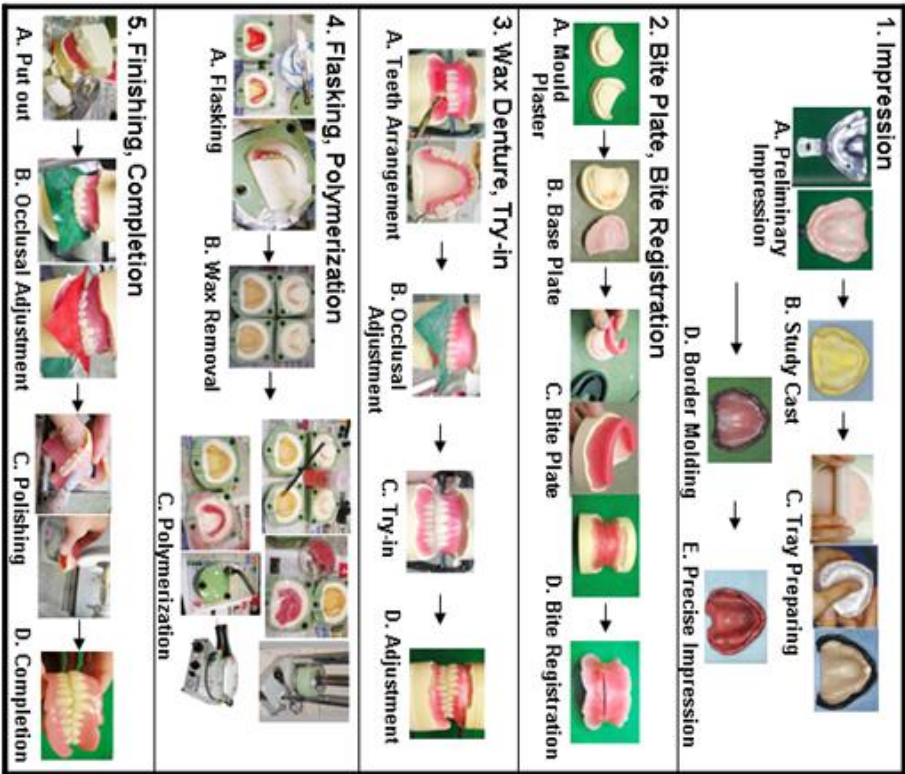 1. Impression
A. Preliminary
Impression
B. Study Cast
C. Tray Preparing
D. Border Molding
E. Precise Impression
2. Bite Plate, Bite Registration
A. Mould
Plaster
B. Base Plate
C. Bite Plate
D. Bite Registration
3. Wax Denture, Try-in
A. Teeth Arrangement
B. Occlusal
Adjustment
C. Try-in
D. Adjustment
4. Flasking, Polymerization
A. Flasking
B. Wax Removal
C. Polymerization
5. Finishing, Completion
A. Put out
B. Occlusal Adjustment
C. Polishing
D. Completion